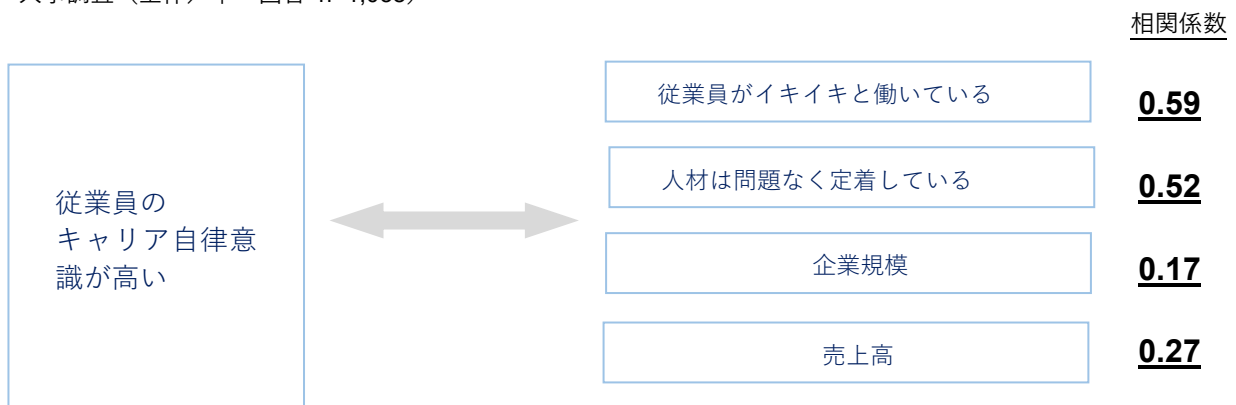 相関係数
従業員がイキイキと働いている
0.59
人材は問題なく定着している
0.52
従業員の
キャリア自律意
識が高い
企業規模
0.17
売上高
0.27